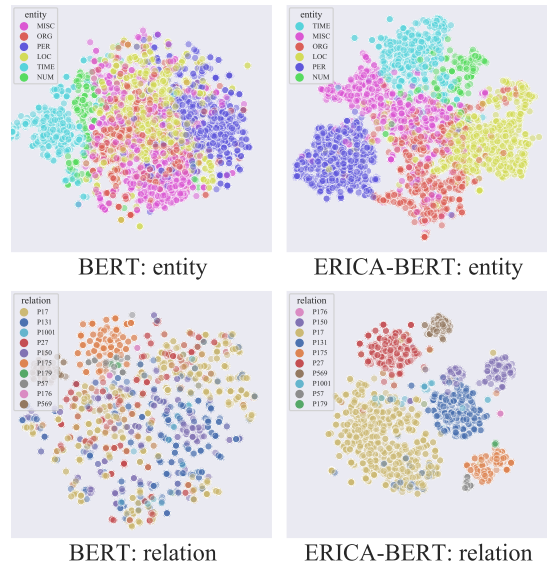 entity
MISC
ORG
PER
LOC
TIME
NUM
BERT: entity
entity
TIME
MISC
ORG
LOC
PER
NUM
ERICA-BERT: entity
relation
P17
P131
P1001
P27
P150
P175
P179
P57
P176
P569
BERT: relation
relation
P176
P150
P17
P131
P175
P27
P569
P1001
P57
P179
ERICA-BERT: relation